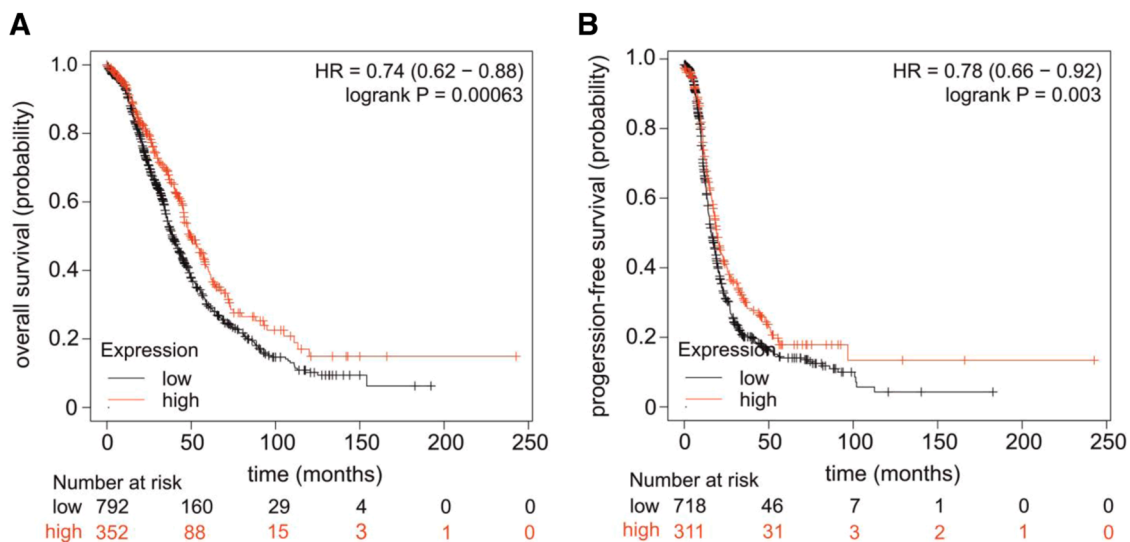 A
overall survival (probability)
1.0
0.8
0.6
0.4
0.2
0
HR = 0.74 (0.62 − 0.88)
logrank P = 0.00063
Expression
low
high
0 50 100 150 200 250
time (months)
Number at risk
low 792 160 29 4 0 0
high 352 88 15 3 1 0
B
progerssion-free survival (probability)
1.0
0.8
0.6
0.4
0.2
0
HR = 0.78 (0.66 − 0.92)
logrank P = 0.003
Expression
low
high
0 50 100 150 200 250
time (months)
Number at risk
low 718 46 7 1 0 0
high 311 31 3 2 1 0